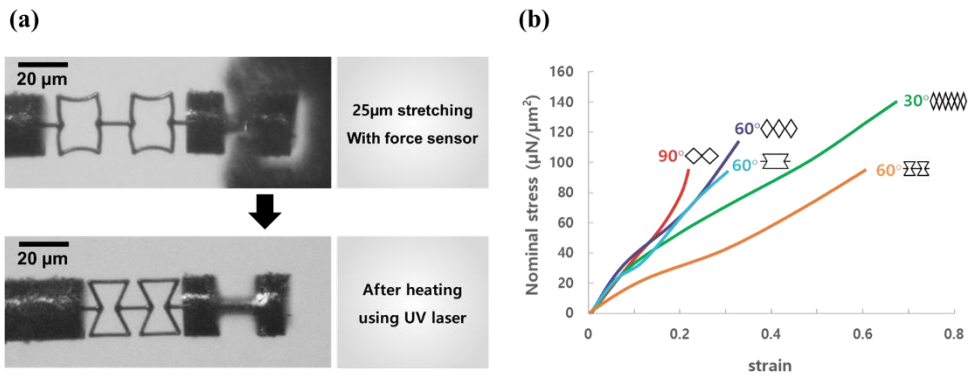 (a)
20 μm
25μm stretching
With force sensor
20 μm
After heating
using UV laser
(b)
Nominal stress (μN/μm²)
160
140
120
100
80
60
40
20
0
0
0.2
0.4
0.6
0.8
strain
90°
60°
60°
30°
60°